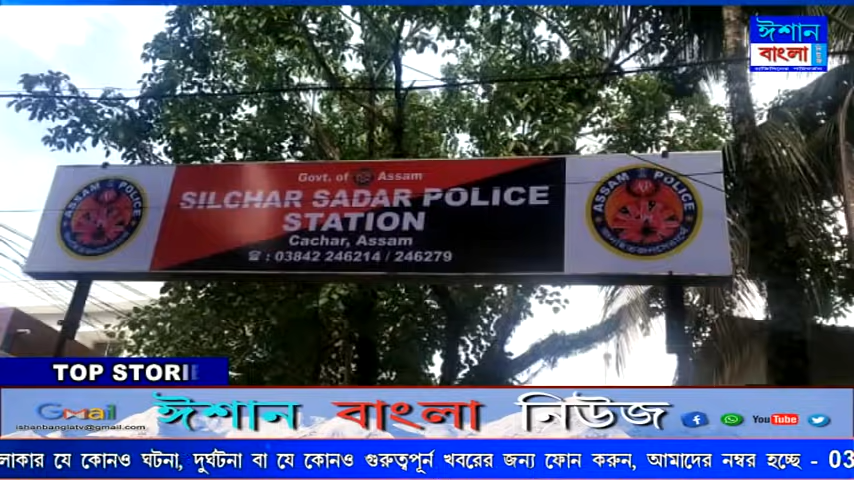 ঈশান
বাংলা
ASSAM POLICE
Govt. of Assam
SILCHAR SADAR POLICE
STATION
Cachar, Assam
☎ : 03842 246214 / 246279
ASSAM POLICE
TOP STORIE
Gmail
ishanbanglatv@gmail.com
ঈশান বাংলা নিউজ
YouTube
লাকার যে কোনও ঘটনা, দুর্ঘটনা বা যে কোনও গুরুত্বপূর্ন খবরের জন্য ফোন করুন, আমাদের নম্বর হচ্ছে - 03